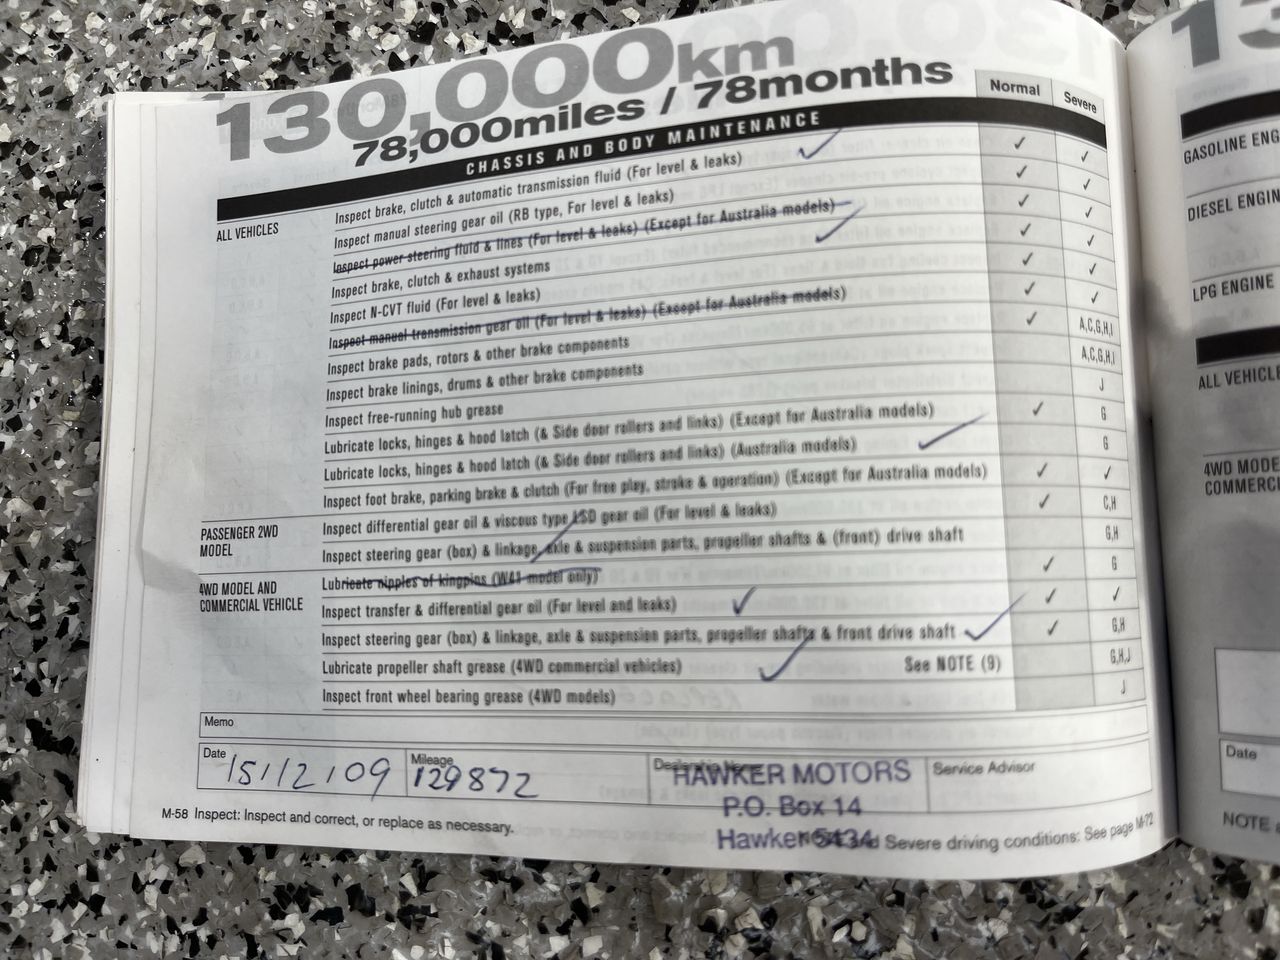 130,000km
78,000miles / 78months
Normal Severe
CHASSIS AND BODY MAINTENANCE
ALL VEHICLES
Inspect brake, clutch & automatic transmission fluid (For level & leaks) ✓ ✓ ✓
Inspect manual steering gear oil (RB type, For level & leaks) ✓ ✓
Inspect power steering fluid & lines (For level & leaks) (Except for Australia models) ✓ ✓
Inspect brake, clutch & exhaust systems ✓ ✓ ✓
Inspect N-CVT fluid (For level & leaks) ✓ ✓
Inspect manual transmission gear oil (For level & leaks) (Except for Australia models) ✓ ✓
Inspect brake pads, rotors & other brake components ✓ A,C,G,H,I
Inspect brake linings, drums & other brake components A,C,G,H,I
Inspect free-running hub grease J
Lubricate locks, hinges & hood latch (& Side door rollers and links) (Except for Australia models) ✓ G
Lubricate locks, hinges & hood latch (& Side door rollers and links) (Australia models) ✓ G
Inspect foot brake, parking brake & clutch (For free play, stroke & operation) (Except for Australia models) ✓ ✓
PASSENGER 2WD
MODEL
Inspect differential gear oil & viscous type LSD gear oil (For level & leaks) ✓ C,H
Inspect steering gear (box) & linkage, axle & suspension parts, propeller shafts & (front) drive shaft G,H
4WD MODEL AND
COMMERCIAL VEHICLE
Lubricate nipples of kingpins (W41 model only) ✓ G
Inspect transfer & differential gear oil (For level and leaks) ✓ ✓ ✓
Inspect steering gear (box) & linkage, axle & suspension parts, propeller shafts & front drive shaft ✓ ✓ G,H
Lubricate propeller shaft grease (4WD commercial vehicles) ✓ See NOTE (9) G,H,J
Inspect front wheel bearing grease (4WD models) J
Memo
Date 15/12/09
Mileage 129872
HAWKER MOTORS
P.O. Box 14
Hawker 5434
Service Advisor
M-58 Inspect: Inspect and correct, or replace as necessary.
Severe driving conditions: See page M-72
13
GASOLINE ENG
DIESEL ENGIN
LPG ENGINE
ALL VEHICLE
4WD MODE
COMMERCI
Date
NOTE